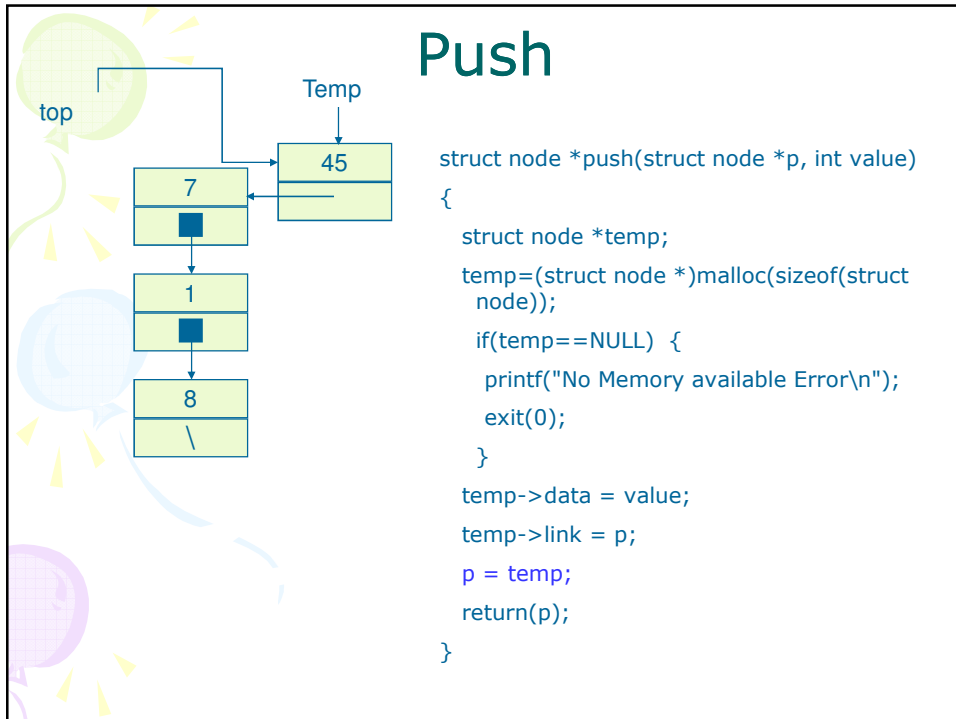 Push
top
Temp
45
7
1
8
\
struct node *push(struct node *p, int value)
{
struct node *temp;
temp=(struct node *)malloc(sizeof(struct
node));
if(temp==NULL) {
printf("No Memory available Error\n");
exit(0);
}
temp->data = value;
temp->link = p;
p = temp;
return(p);
}